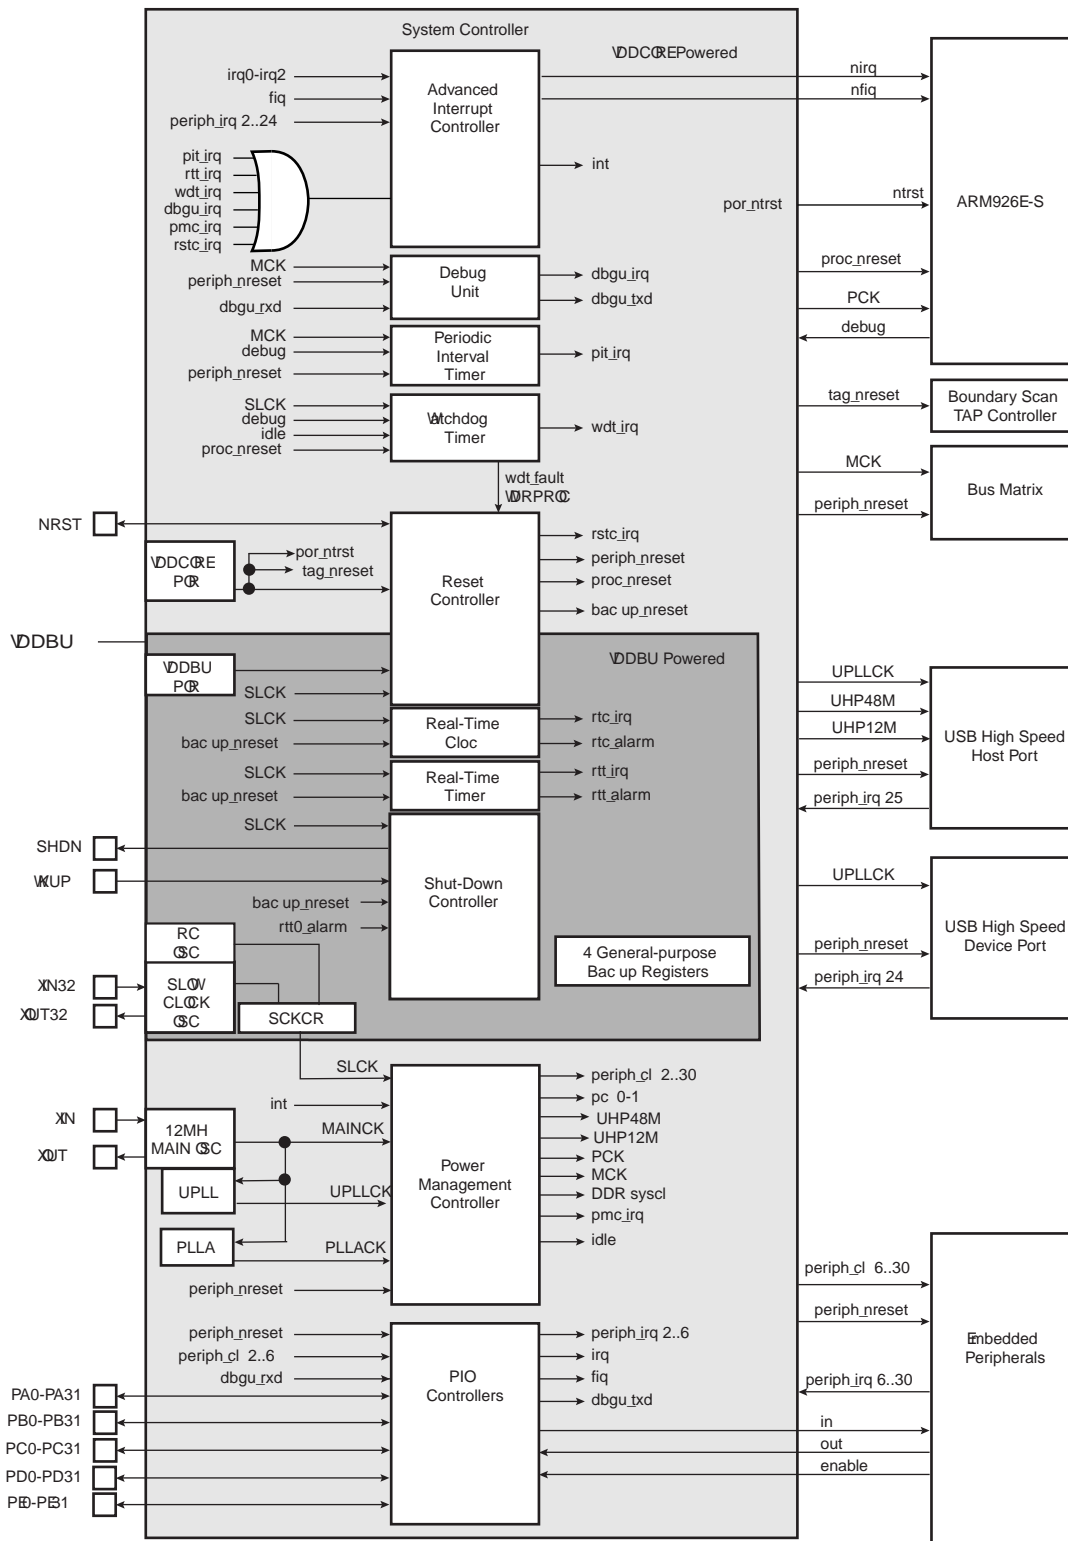 System Controller
VDDCORE Powered
irq0-irq2
fiq
periph_irq 2..24
Advanced
Interrupt
Controller
nirq
nfiq
int
pit_irq
rtt_irq
wdt_irq
dbgu_irq
pmc_irq
rstc_irq
por_ntrst
ntrst
ARM926E-S
MCK
periph_nreset
dbgu_rxd
Debug
Unit
dbgu_irq
dbgu_txd
proc_nreset
PCK
debug
MCK
debug
periph_nreset
Periodic
Interval
Timer
pit_irq
SLCK
debug
idle
proc_nreset
Watchdog
Timer
wdt_irq
tag_nreset
Boundary Scan
TAP Controller
wdt_fault
WDRPROC
MCK
periph_nreset
Bus Matrix
NRST
VDDCORE
POR
por_ntrst
tag_nreset
Reset
Controller
rstc_irq
periph_nreset
proc_nreset
bac up_nreset
VDDBU
VDDBU
POR
SLCK
VDDBU Powered
SLCK
bac up_nreset
Real-Time
Cloc
rtc_irq
rtc_alarm
SLCK
bac up_nreset
Real-Time
Timer
rtt_irq
rtt_alarm
UPLLCK
UHP48M
UHP12M
periph_nreset
periph_irq 25
USB High Speed
Host Port
SLCK
SHDN
WKUP
bac up_nreset
rtt0_alarm
Shut-Down
Controller
4 General-purpose
Bac up Registers
UPLLCK
periph_nreset
periph_irq 24
USB High Speed
Device Port
RC
OSC
XIN32
XOUT32
SLOW
CLOCK
OSC
SCKCR
SLCK
int
XIN
XOUT
12MH
MAIN OSC
MAINCK
UPLL
UPLLCK
PLLA
PLLACK
periph_nreset
Power
Management
Controller
periph_cl 2..30
pc 0-1
UHP48M
UHP12M
PCK
MCK
DDR syscl
pmc_irq
idle
periph_nreset
periph_cl 2..6
dbgu_rxd
PIO
Controllers
periph_irq 2..6
irq
fiq
dbgu_txd
PA0-PA31
PB0-PB31
PC0-PC31
PD0-PD31
PE0-PE31
periph_cl 6..30
periph_nreset
periph_irq 6..30
in
out
enable
Embedded
Peripherals